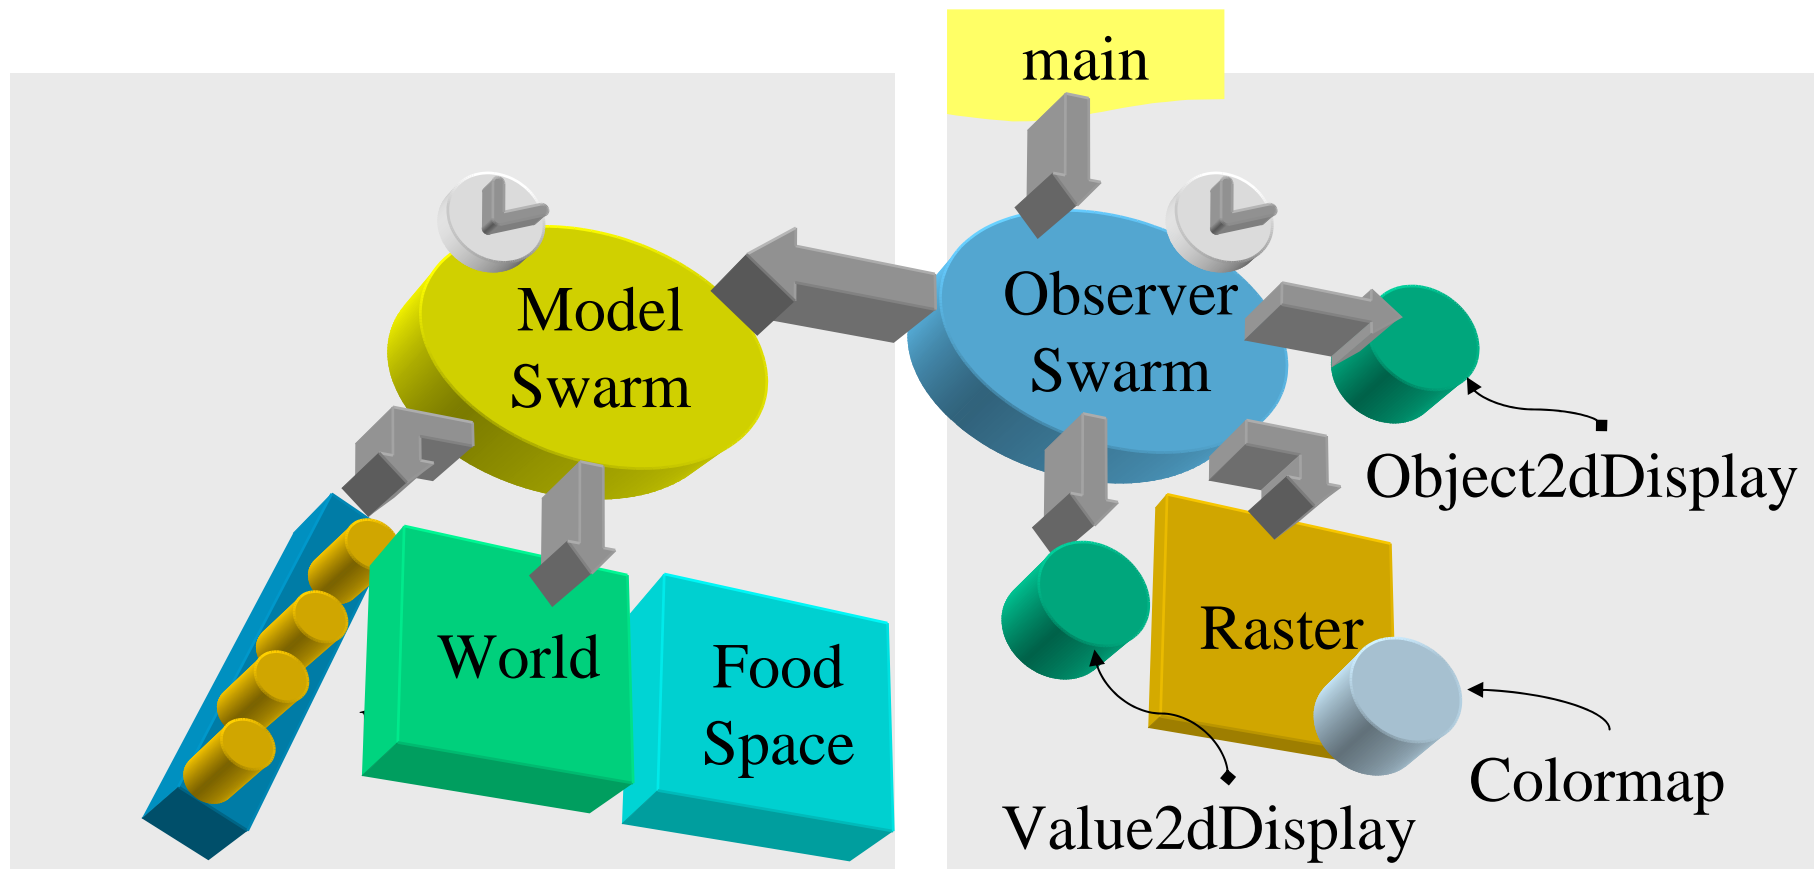 main
Model
Swarm
Observer
Swarm
Object2dDisplay
World
Food
Space
Raster
Colormap
Value2dDisplay